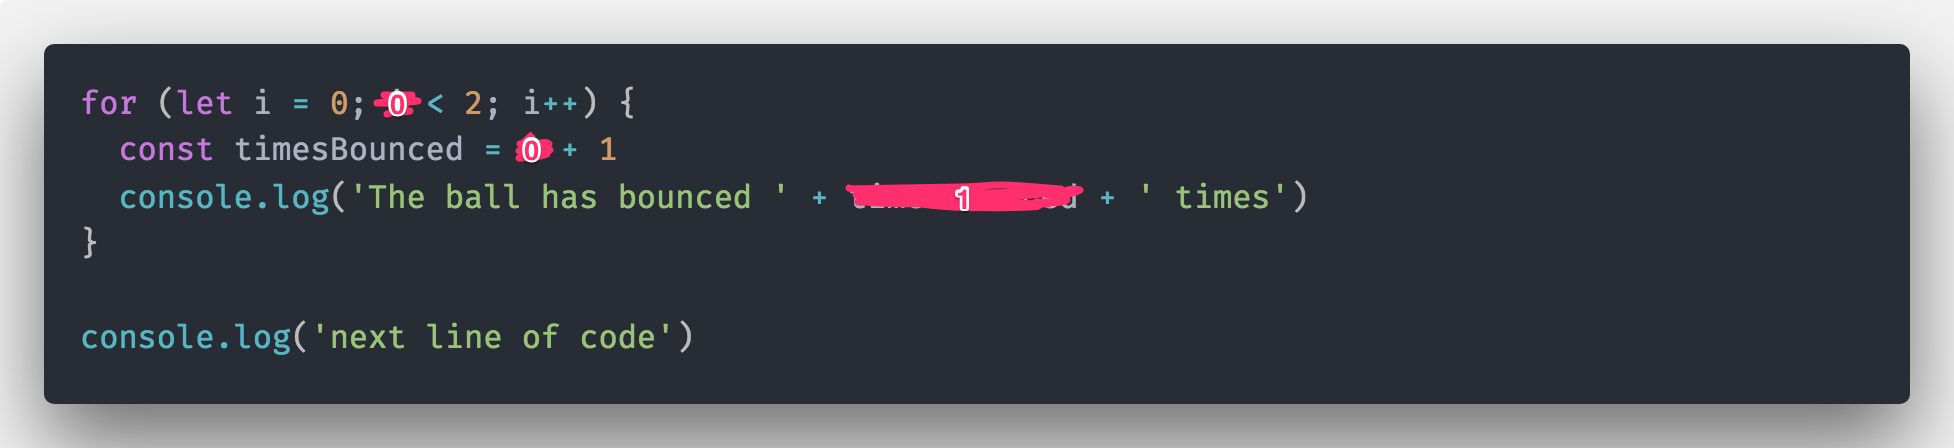 for (let i = 0; 0 < 2; i++) {
const timesBounced = 0 + 1
console.log('The ball has bounced ' + 1 + ' times')
}
console.log('next line of code')